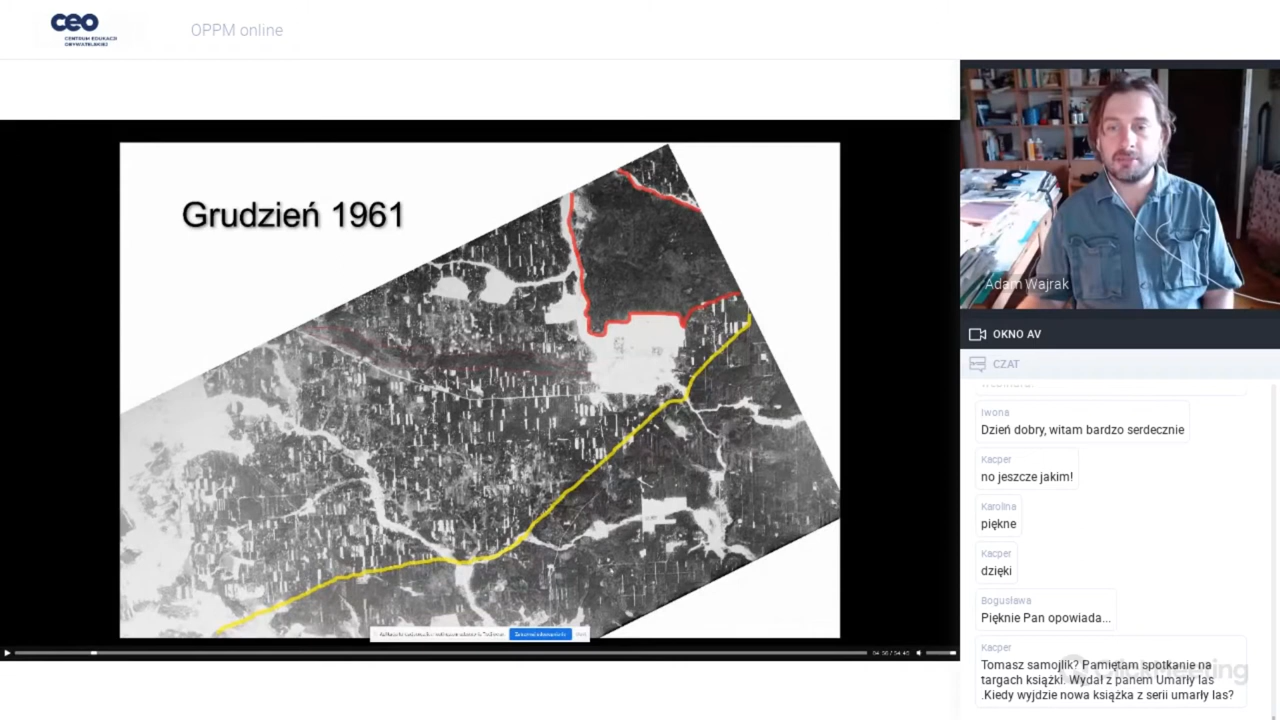 ceo
CENTRUM EDUKACJI
OBYWATELSKIEJ
OPPM online
Grudzień 1961
Adam Wajrak
OKNO AV
CZAT
Iwona
Dzień dobry, witam bardzo serdecznie
Kacper
no jeszcze jakim!
Karolina
piękne
Kacper
dzięki
Bogusława
Pięknie Pan opowiada...
Kacper
Tomasz samojlik? Pamiętam spotkanie na
targach książki. Wydał z panem Umarły las
.Kiedy wyjdzie nowa książka z serii umarły las?
ClickMeeting